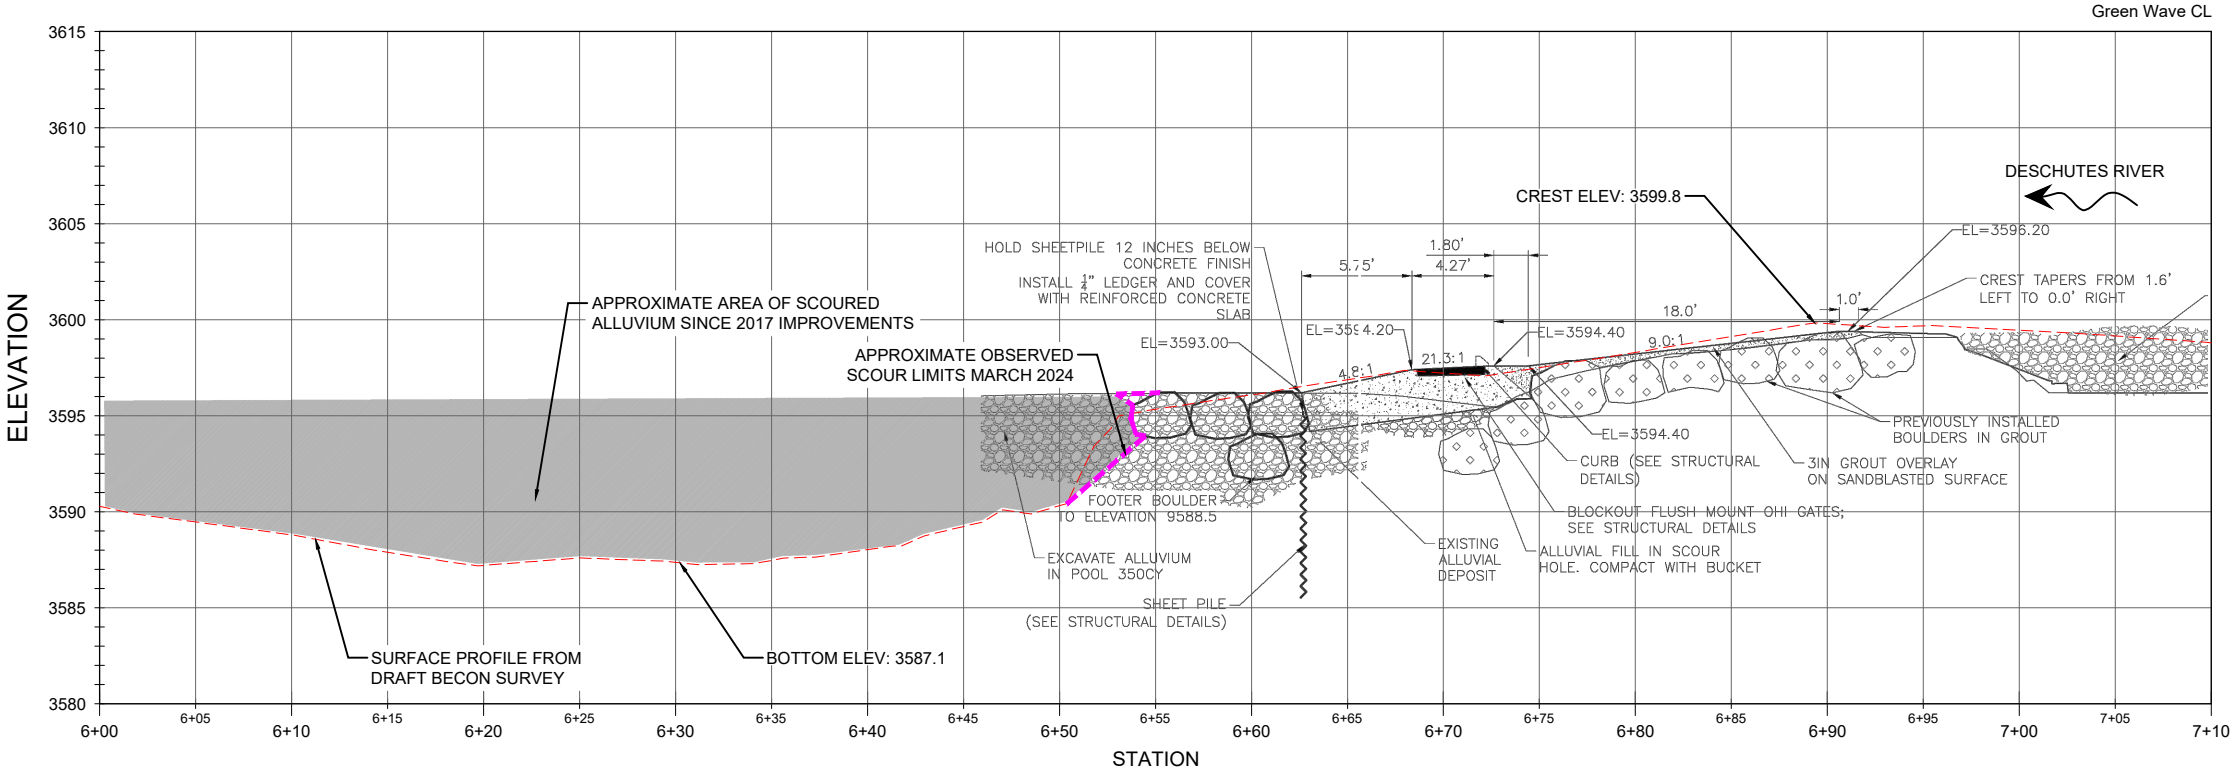 Green Wave CL
3615
3610
3605
3600
3595
3590
3585
3580
ELEVATION
DESCHUTES RIVER
CREST ELEV: 3599.8
EL=3596.20
CREST TAPERS FROM 1.6'
LEFT TO 0.0' RIGHT
HOLD SHEETPILE 12 INCHES BELOW
CONCRETE FINISH
INSTALL ¼" LEDGER AND COVER
WITH REINFORCED CONCRETE
SLAB
1.80'
5.75'
4.27'
18.0'
1.0'
APPROXIMATE AREA OF SCOURED
ALLUVIUM SINCE 2017 IMPROVEMENTS
APPROXIMATE OBSERVED
SCOUR LIMITS MARCH 2024
EL=3593.00
EL=3594.20
EL=3594.40
4.8:1
21.3:1
9.0:1
EL=3594.40
PREVIOUSLY INSTALLED
BOULDERS IN GROUT
CURB (SEE STRUCTURAL
DETAILS)
3IN GROUT OVERLAY
ON SANDBLASTED SURFACE
FOOTER BOULDER
TO ELEVATION 9588.5
BLOCKOUT FLUSH MOUNT OHI GATES;
SEE STRUCTURAL DETAILS
EXCAVATE ALLUVIUM
IN POOL 350CY
EXISTING
ALLUVIAL
DEPOSIT
ALLUVIAL FILL IN SCOUR
HOLE. COMPACT WITH BUCKET
SHEET PILE
(SEE STRUCTURAL DETAILS)
SURFACE PROFILE FROM
DRAFT BECON SURVEY
BOTTOM ELEV: 3587.1
6+05
6+15
6+25
6+35
6+45
6+55
6+65
6+75
6+85
6+95
7+05
6+00
6+10
6+20
6+30
6+40
6+50
6+60
6+70
6+80
6+90
7+00
7+10
STATION